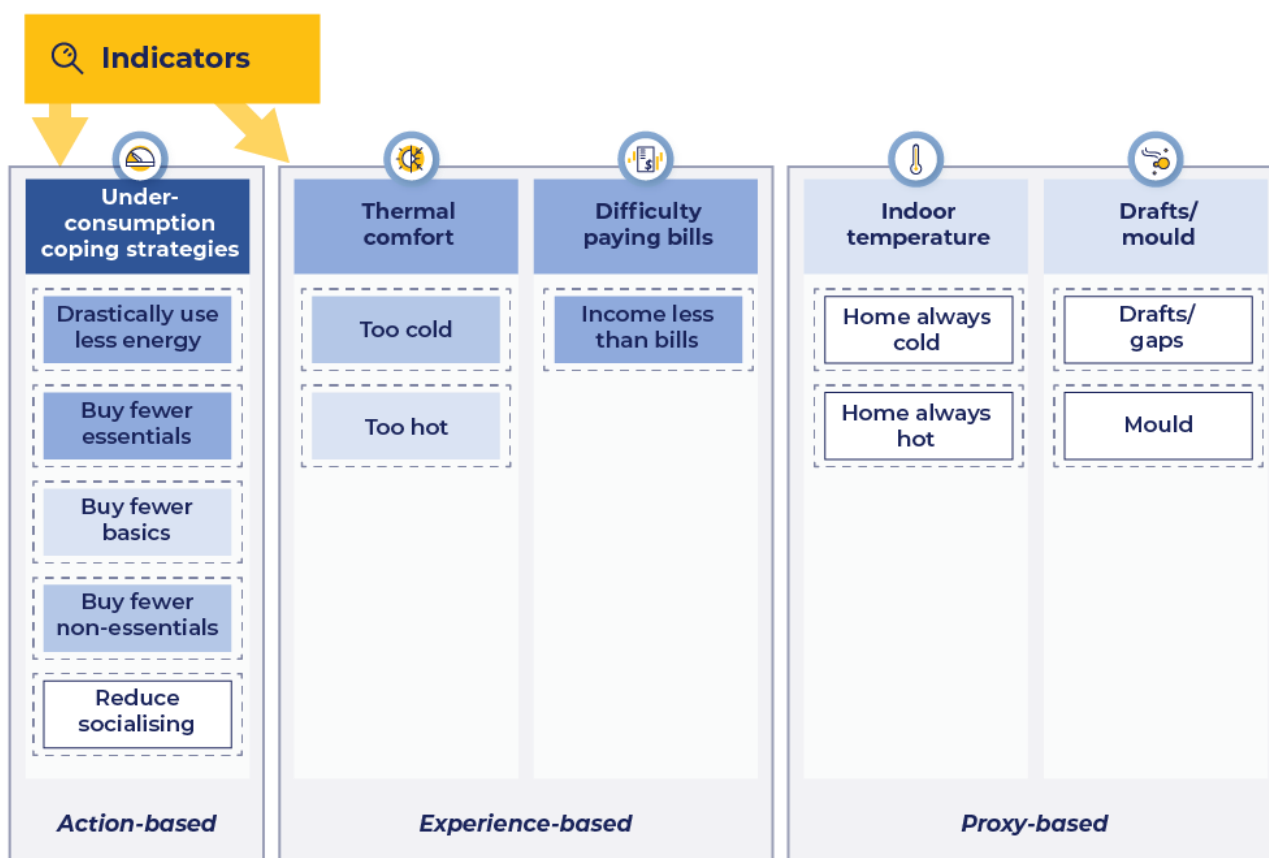 Indicators
Under-
consumption
coping strategies
Drastically use
less energy
Buy fewer
essentials
Buy fewer
basics
Buy fewer
non-essentials
Reduce
socialising
Action-based
Thermal
comfort
Too cold
Too hot
Difficulty
paying bills
Income less
than bills
Experience-based
Indoor
temperature
Home always
cold
Home always
hot
Drafts/
mould
Drafts/
gaps
Mould
Proxy-based